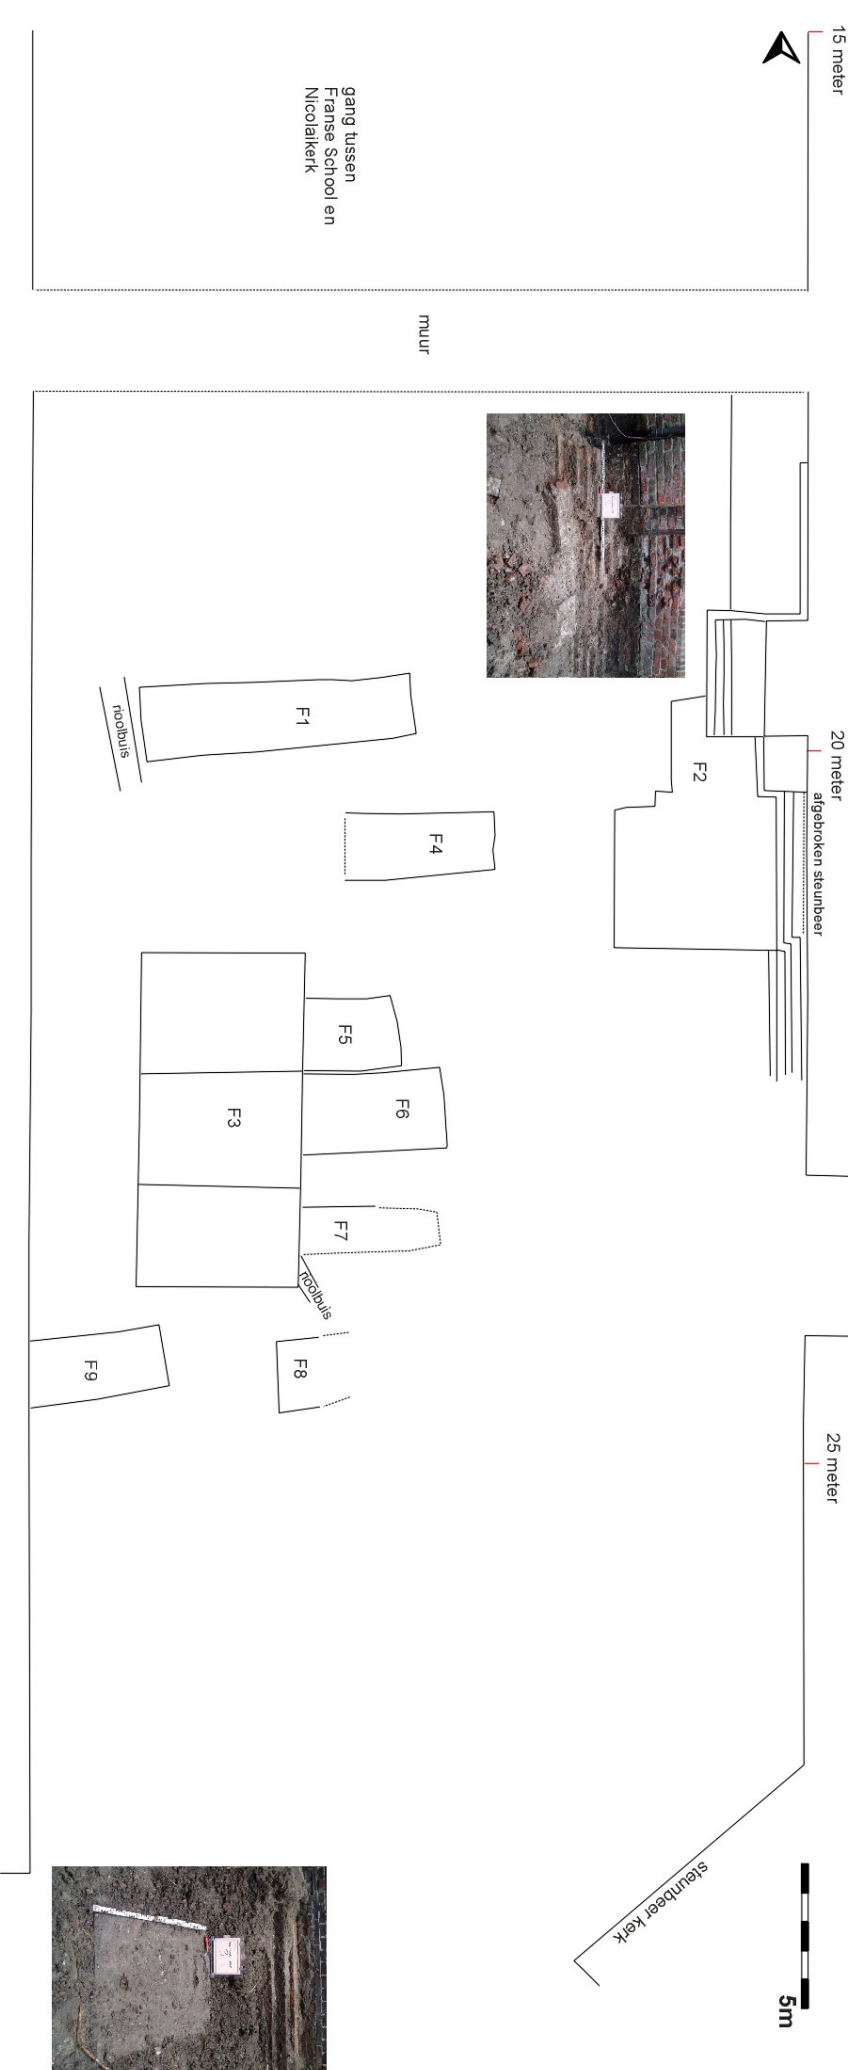 15 meter
gang tussen
Franse School en
Nicolaikerk
muur
20 meter
afgebroken steunbeer
F1
rioolbuis
F2
F4
F5
F3
F6
F7
rioolbuis
F8
F9
25 meter
steunbeer kerk
5m